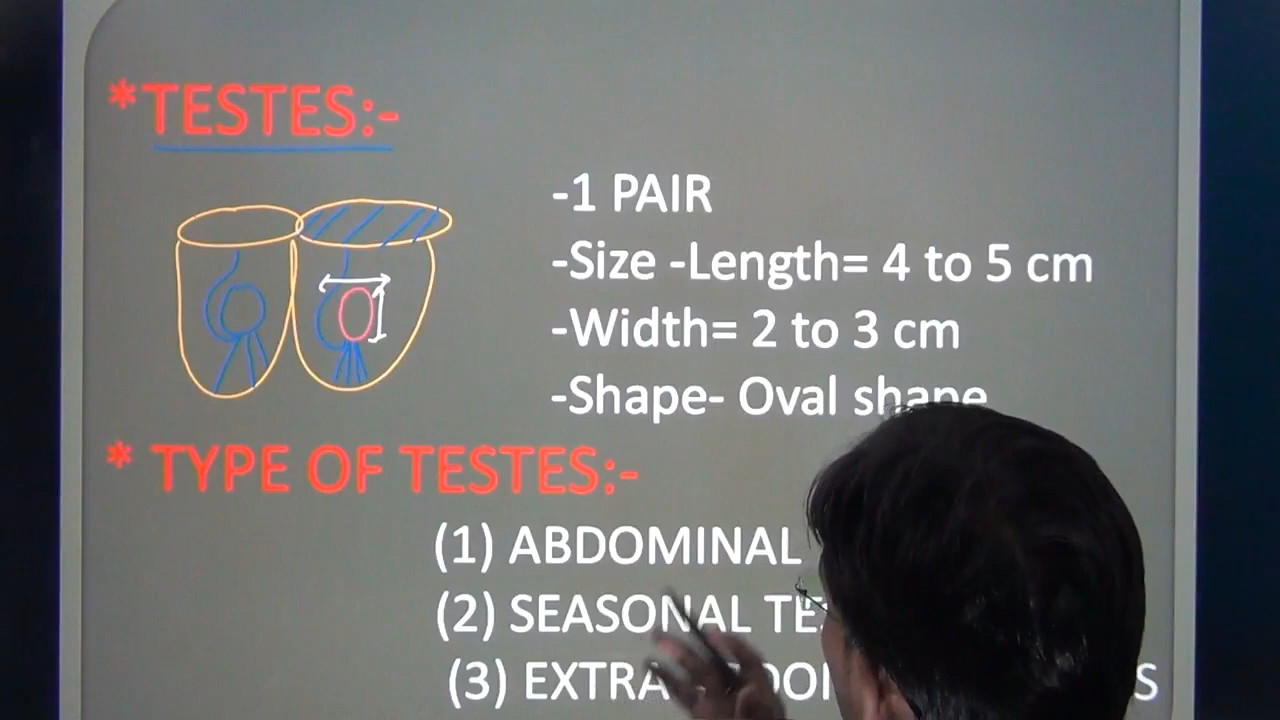 *TESTES:-
-1 PAIR
-Size -Length= 4 to 5 cm
-Width= 2 to 3 cm
-Shape- Oval shape
* TYPE OF TESTES:-
(1) ABDOMINAL
(2) SEASONAL
(3)